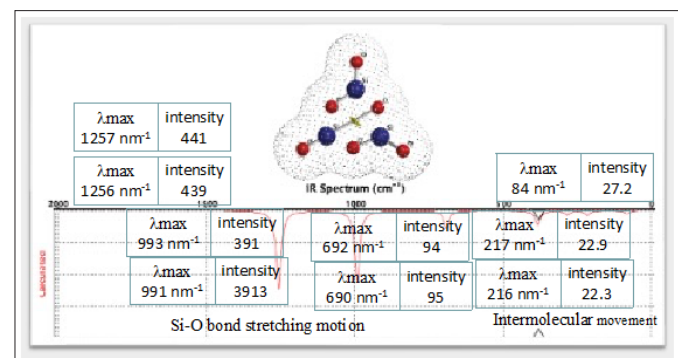 λmax intensity
1257 nm⁻¹ 441
λmax intensity
1256 nm⁻¹ 439
λmax intensity
84 nm⁻¹ 27.2
IR Spectrum (cm⁻¹)
2000 1500 1000 500 0
λmax intensity
993 nm⁻¹ 391
λmax intensity
692 nm⁻¹ 94
λmax intensity
217 nm⁻¹ 22.9
λmax intensity
991 nm⁻¹ 3913
690 nm⁻¹ 95
λmax intensity
216 nm⁻¹ 22.3
Si-O bond stretching motion
Intermolecular movement